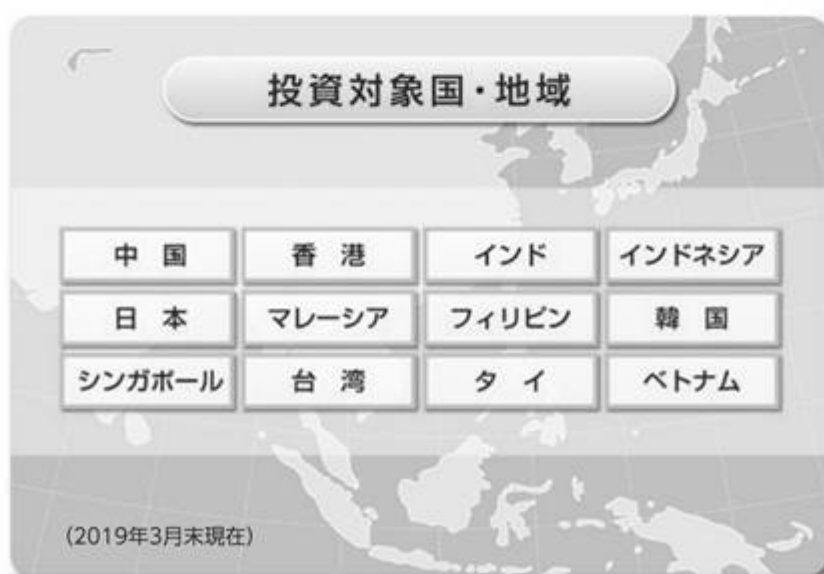 投資対象国・地域
中 国 香 港 インド インドネシア
日 本 マレーシア フィリピン 韓 国
シンガポール 台 湾 タ イ ベトナム
(2019年3月末現在)